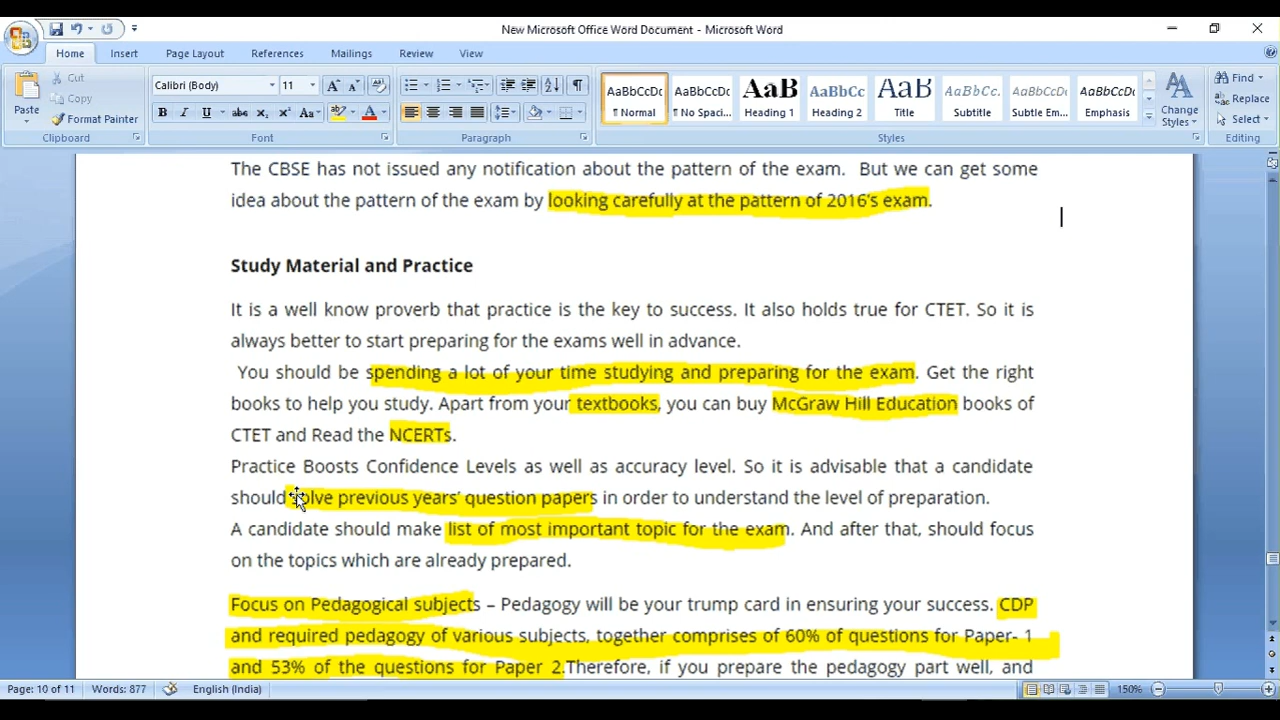 New Microsoft Office Word Document - Microsoft Word
Home Insert Page Layout References Mailings Review View
Paste Cut Copy Format Painter
Calibri (Body) 11
AaBbCcDc AaBbCcDc AaBbC AaBbCc AaB AaBbCc. AaBbCcDc AaBbCcDc
¶ Normal ¶ No Spaci... Heading 1 Heading 2 Title Subtitle Subtle Em... Emphasis
Change Styles
Find Replace Select
Clipboard Font Paragraph Styles Editing
The CBSE has not issued any notification about the pattern of the exam. But we can get some
idea about the pattern of the exam by looking carefully at the pattern of 2016's exam.
Study Material and Practice
It is a well know proverb that practice is the key to success. It also holds true for CTET. So it is
always better to start preparing for the exams well in advance.
You should be spending a lot of your time studying and preparing for the exam. Get the right
books to help you study. Apart from your textbooks, you can buy McGraw Hill Education books of
CTET and Read the NCERTs.
Practice Boosts Confidence Levels as well as accuracy level. So it is advisable that a candidate
should solve previous years' question papers in order to understand the level of preparation.
A candidate should make list of most important topic for the exam. And after that, should focus
on the topics which are already prepared.
Focus on Pedagogical subjects – Pedagogy will be your trump card in ensuring your success. CDP
and required pedagogy of various subjects, together comprises of 60% of questions for Paper- 1
and 53% of the questions for Paper 2.Therefore, if you prepare the pedagogy part well, and
Page: 10 of 11 Words: 877 English (India) 150%